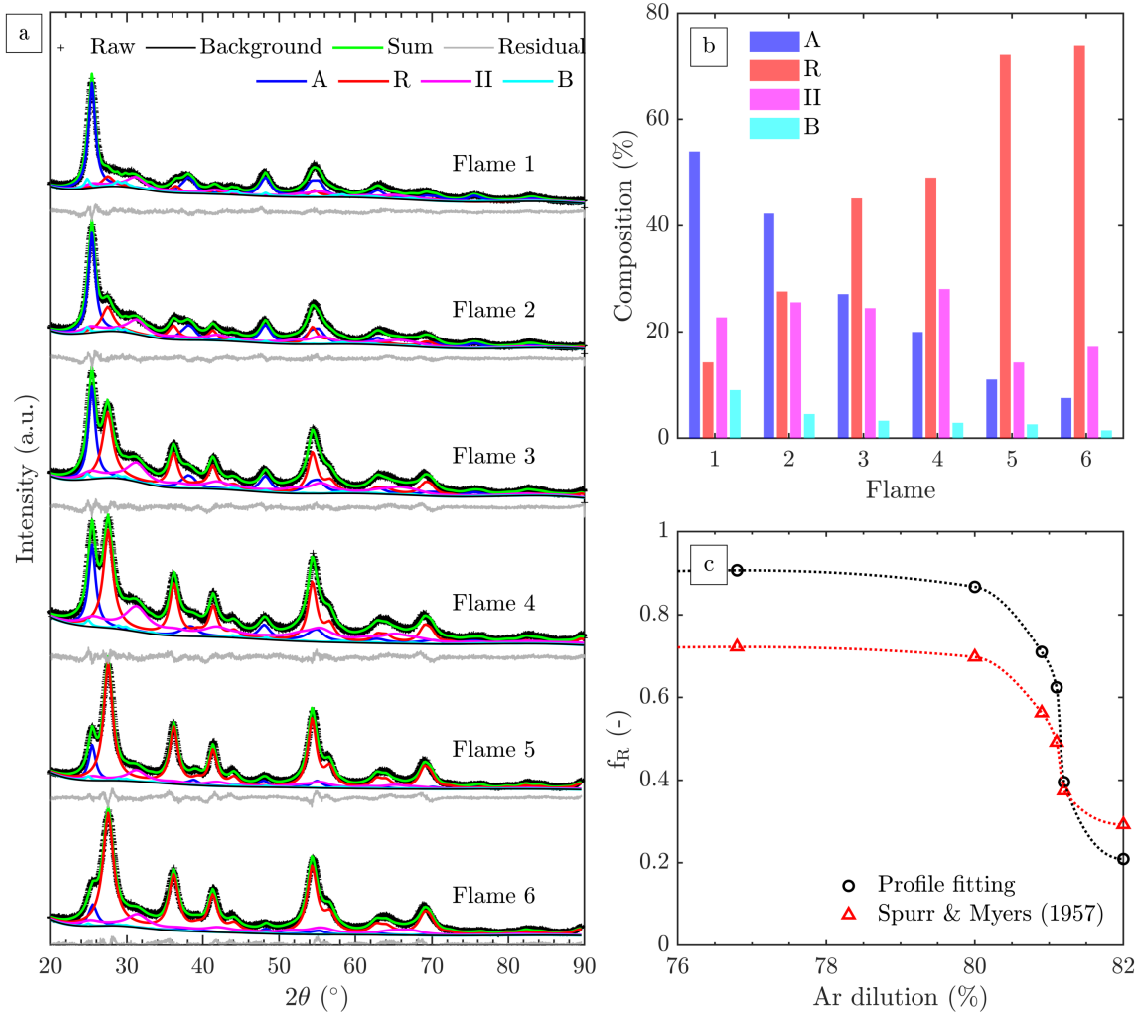 a
+ Raw Background Sum Residual
A R II B
Flame 1
Flame 2
Flame 3
Flame 4
Flame 5
Flame 6
Intensity (a.u.)
20 30 40 50 60 70 80 90
2θ (°)
b
A
R
II
B
80
60
40
20
0
Composition (%)
1 2 3 4 5 6
Flame
c
1
0.8
0.6
0.4
0.2
0
f_R (-)
Profile fitting
Spurr & Myers (1957)
76 78 80 82
Ar dilution (%)